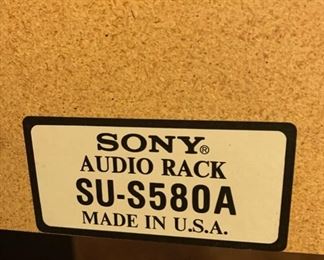 SONY®
AUDIO RACK
SU-S580A
MADE IN U.S.A.